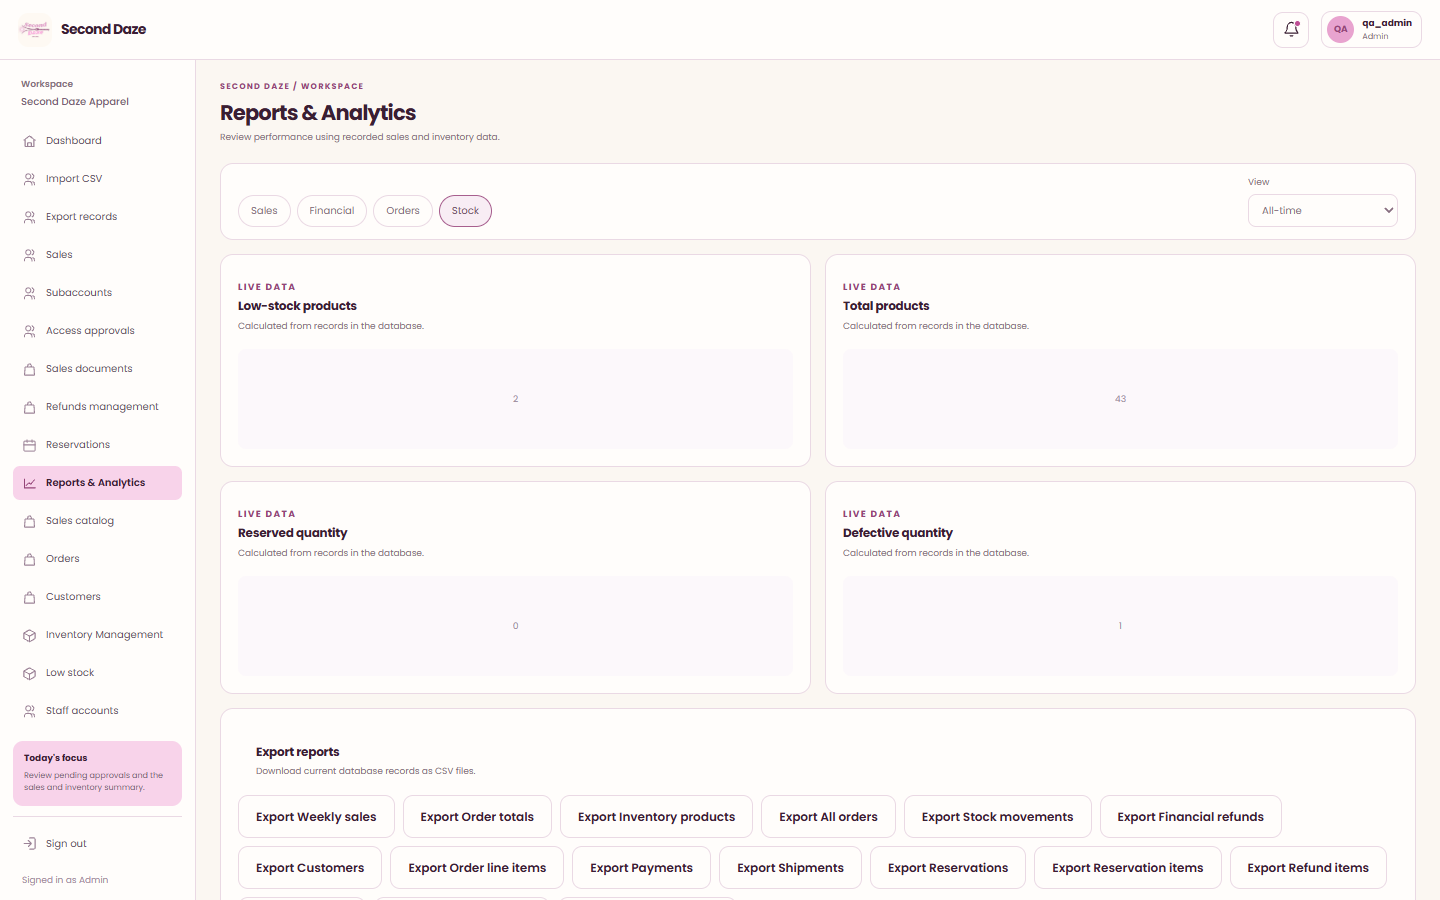 Second Daze
qa_admin
QA
Admin
Workspace
Second Daze Apparel
Dashboard
Import CSV
Export records
Sales
Subaccounts
Access approvals
Sales documents
Refunds management
Reservations
Reports & Analytics
Sales catalog
Orders
Customers
Inventory Management
Low stock
Staff accounts
Today's focus
Review pending approvals and the
sales and inventory summary.
Sign out
Signed in as Admin
SECOND DAZE / WORKSPACE
Reports & Analytics
Review performance using recorded sales and inventory data.
Sales
Financial
Orders
Stock
View
All-time
LIVE DATA
Low-stock products
Calculated from records in the database.
2
LIVE DATA
Total products
Calculated from records in the database.
43
LIVE DATA
Reserved quantity
Calculated from records in the database.
0
LIVE DATA
Defective quantity
Calculated from records in the database.
1
Export reports
Download current database records as CSV files.
Export Weekly sales
Export Order totals
Export Inventory products
Export All orders
Export Stock movements
Export Financial refunds
Export Customers
Export Order line items
Export Payments
Export Shipments
Export Reservations
Export Reservation items
Export Refund items